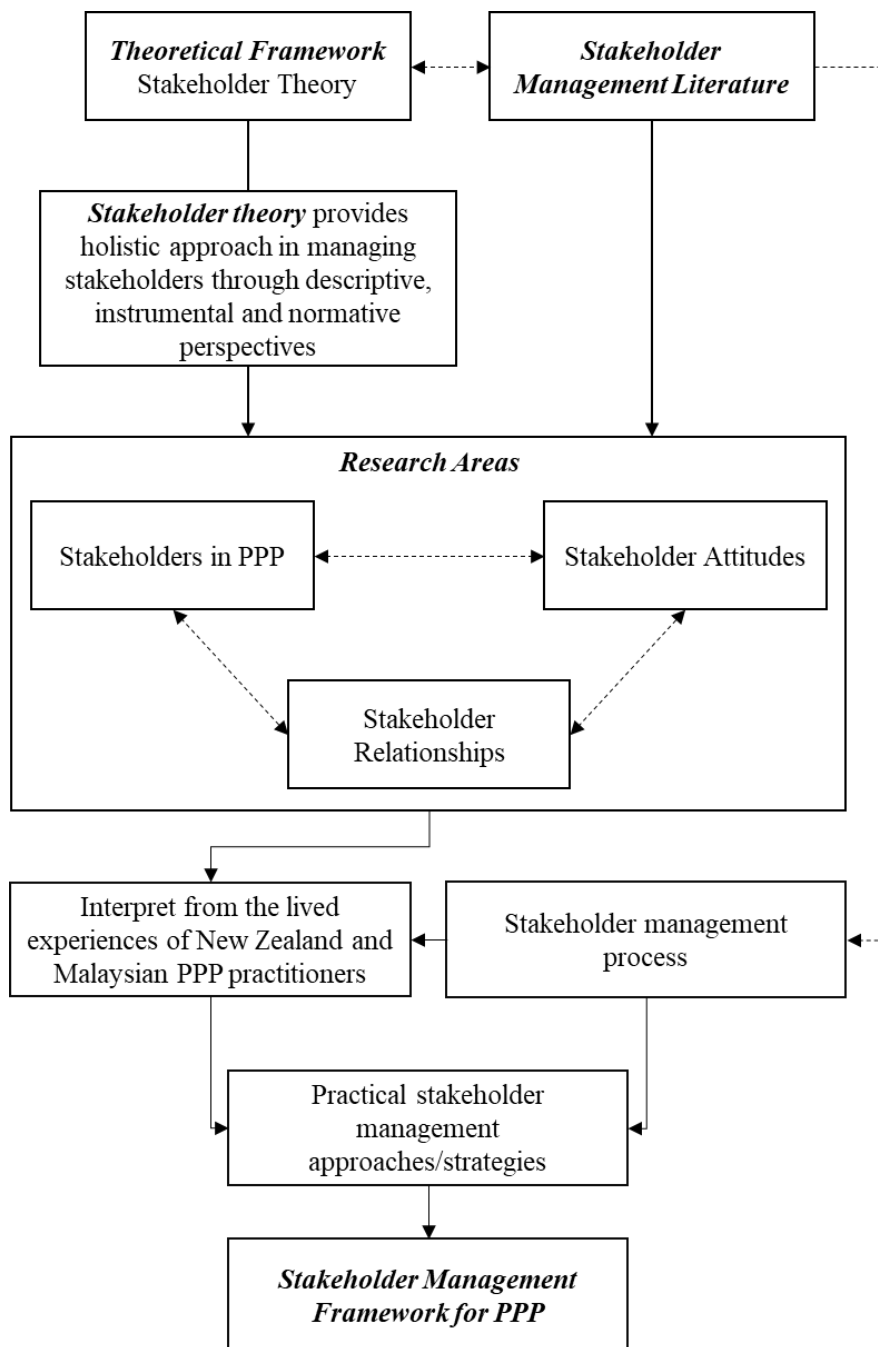 Theoretical Framework
Stakeholder Theory
Stakeholder
Management Literature
Stakeholder theory provides
holistic approach in managing
stakeholders through descriptive,
instrumental and normative
perspectives
Research Areas
Stakeholders in PPP
Stakeholder Attitudes
Stakeholder
Relationships
Interpret from the lived
experiences of New Zealand and
Malaysian PPP practitioners
Stakeholder management
process
Practical stakeholder
management
approaches/strategies
Stakeholder Management
Framework for PPP